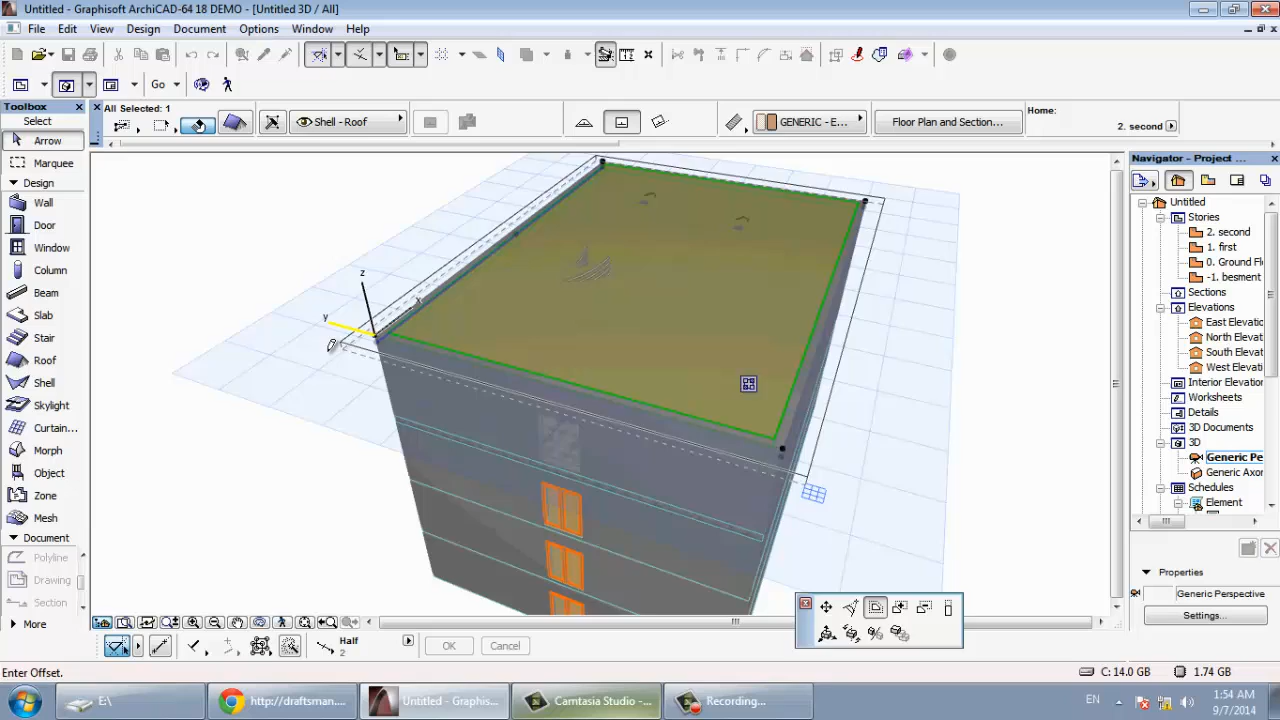 Untitled - Graphisoft ArchiCAD-64 18 DEMO - [Untitled 3D / All]
File Edit View Design Document Options Window Help
Go
Toolbox
Select
Arrow
Marquee
Design
Wall
Door
Window
Column
Beam
Slab
Stair
Roof
Shell
Skylight
Curtain...
Morph
Object
Zone
Mesh
Document
Polyline
Drawing
Section
More
All Selected: 1
Shell - Roof
GENERIC - E...
Floor Plan and Section...
Home:
2. second
z
y
x
Navigator - Project ...
Untitled
Stories
2. second
1. first
0. Ground Fl
-1. besment
Sections
Elevations
East Elevatio
North Elevati
South Elevati
West Elevati
Interior Elevation
Worksheets
Details
3D Documents
3D
Generic Pe
Generic Axon
Schedules
Element
Properties
Generic Perspective
Settings...
Half
2
OK
Cancel
Enter Offset.
C: 14.0 GB
1.74 GB
E:\
http://draftsman....
Untitled - Graphis...
Camtasia Studio -...
Recording...
EN
1:54 AM
9/7/2014